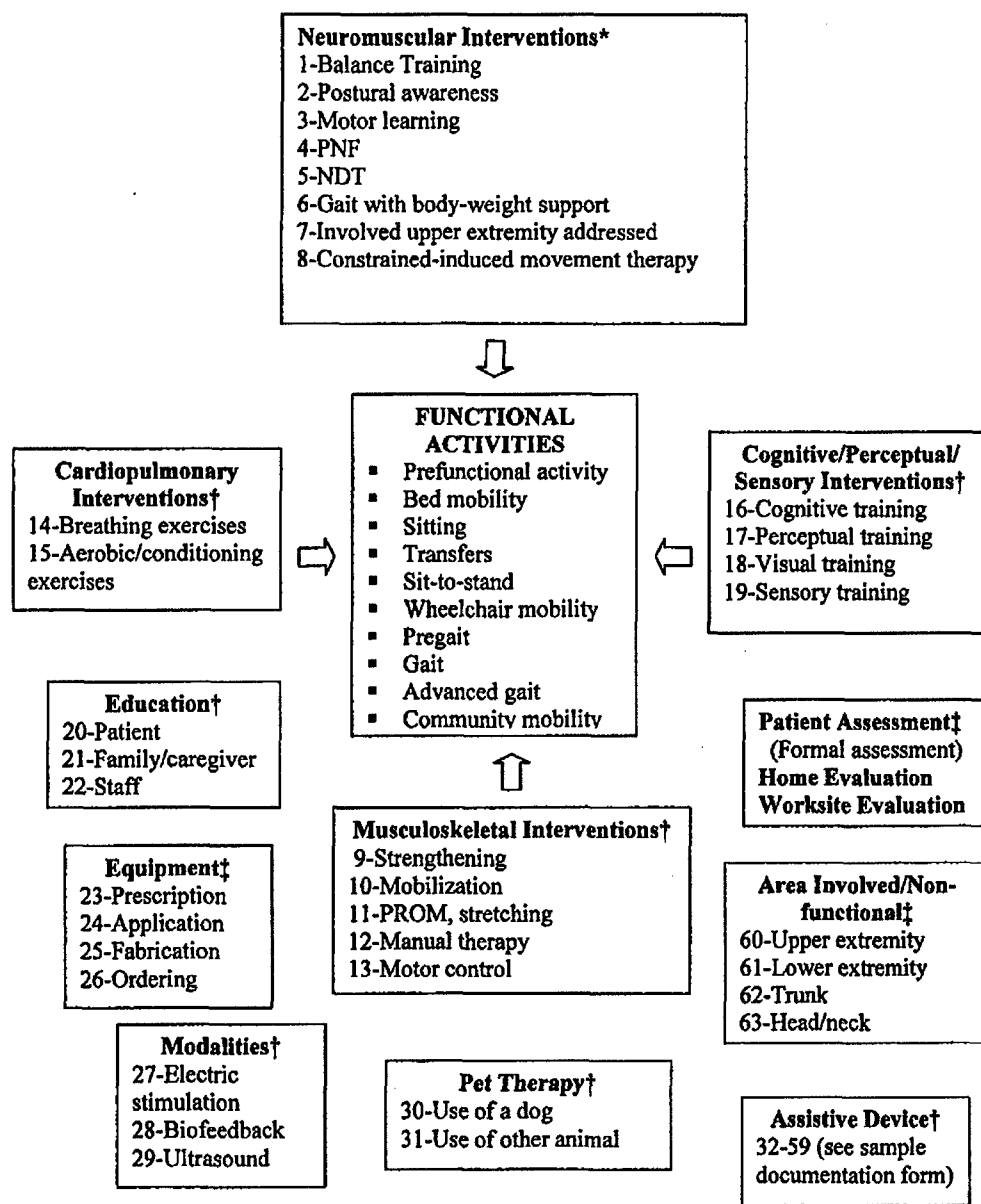 Neuromuscular Interventions*
1-Balance Training
2-Postural awareness
3-Motor learning
4-PNF
5-NDT
6-Gait with body-weight support
7-Involved upper extremity addressed
8-Constrained-induced movement therapy
FUNCTIONAL
ACTIVITIES
▪ Prefunctional activity
▪ Bed mobility
▪ Sitting
▪ Transfers
▪ Sit-to-stand
▪ Wheelchair mobility
▪ Pregait
▪ Gait
▪ Advanced gait
▪ Community mobility
Cardiopulmonary
Interventions†
14-Breathing exercises
15-Aerobic/conditioning
exercises
Cognitive/Perceptual/
Sensory Interventions†
16-Cognitive training
17-Perceptual training
18-Visual training
19-Sensory training
Education†
20-Patient
21-Family/caregiver
22-Staff
Patient Assessment‡
(Formal assessment)
Home Evaluation
Worksite Evaluation
Musculoskeletal Interventions†
9-Strengthening
10-Mobilization
11-PROM, stretching
12-Manual therapy
13-Motor control
Equipment‡
23-Prescription
24-Application
25-Fabrication
26-Ordering
Area Involved/Non-
functional‡
60-Upper extremity
61-Lower extremity
62-Trunk
63-Head/neck
Modalities†
27-Electric
stimulation
28-Biofeedback
29-Ultrasound
Pet Therapy†
30-Use of a dog
31-Use of other animal
Assistive Device†
32-59 (see sample
documentation form)